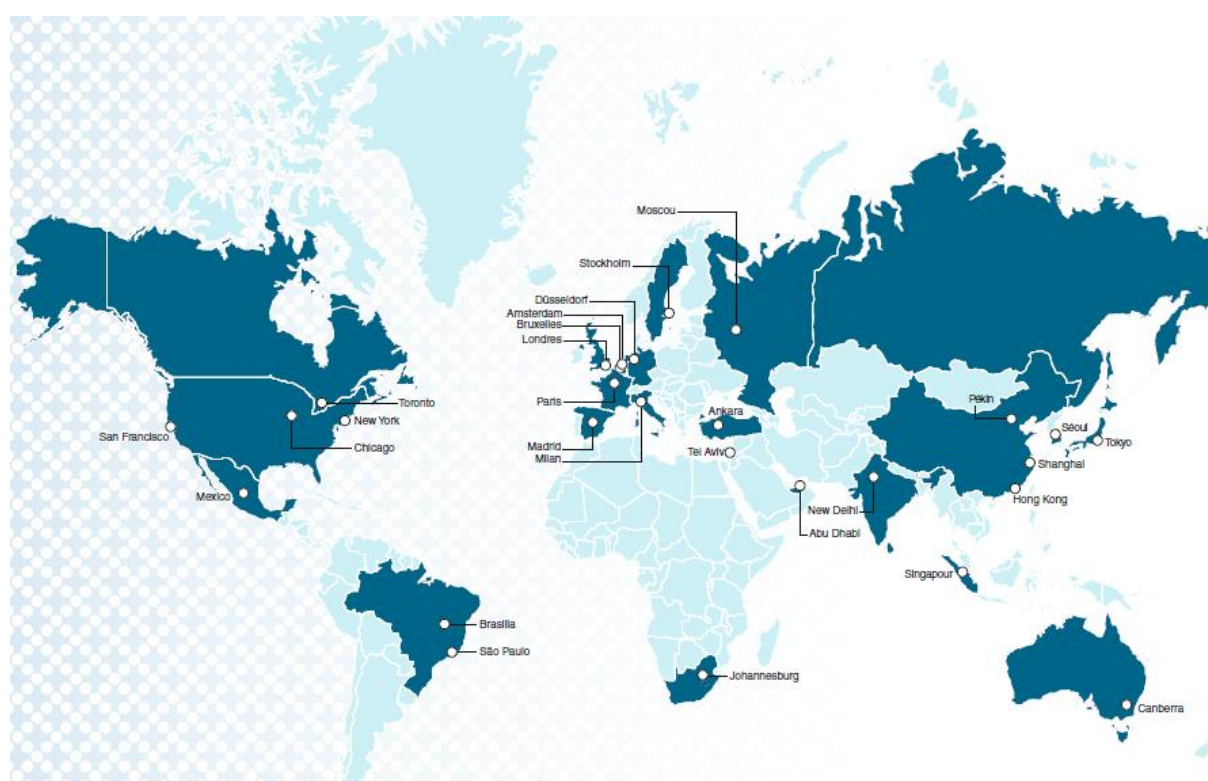 Moscou
Stockholm
Düsseldorf
Amsterdam
Bruxelles
Londres
Paris
Toronto
New York
San Francisco
Chicago
Madrid
Milan
Ankara
Tel Aviv
Pékin
Séoul
Tokyo
Shanghai
Mexico
Hong Kong
New Delhi
Abu Dhabi
Singapour
Brasilia
São Paulo
Johannesburg
Canberra